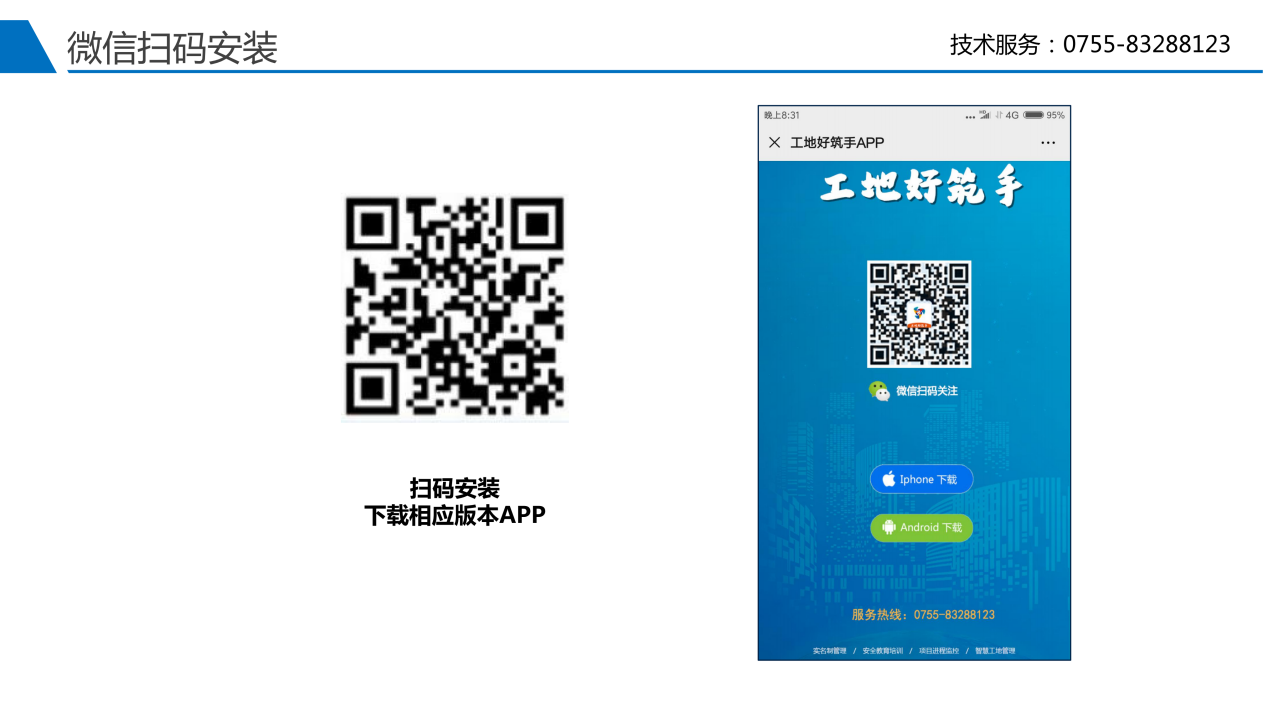 微信扫码安装
技术服务：0755-83288123
扫码安装
下载相应版本APP
晚上8:31
4G 95%
工地好筑手APP
工地好筑手
微信扫码关注
Iphone 下载
Android 下载
服务热线：0755-83288123
实名制管理 / 安全教育培训 / 项目进程监控 / 智慧工地管理